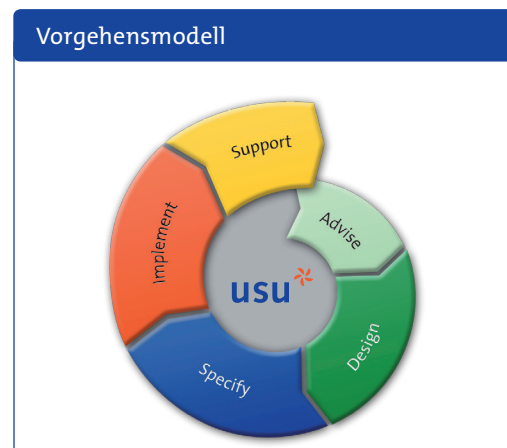 Vorgehensmodell
Support
Advise
Implement
usu
Design
Specify